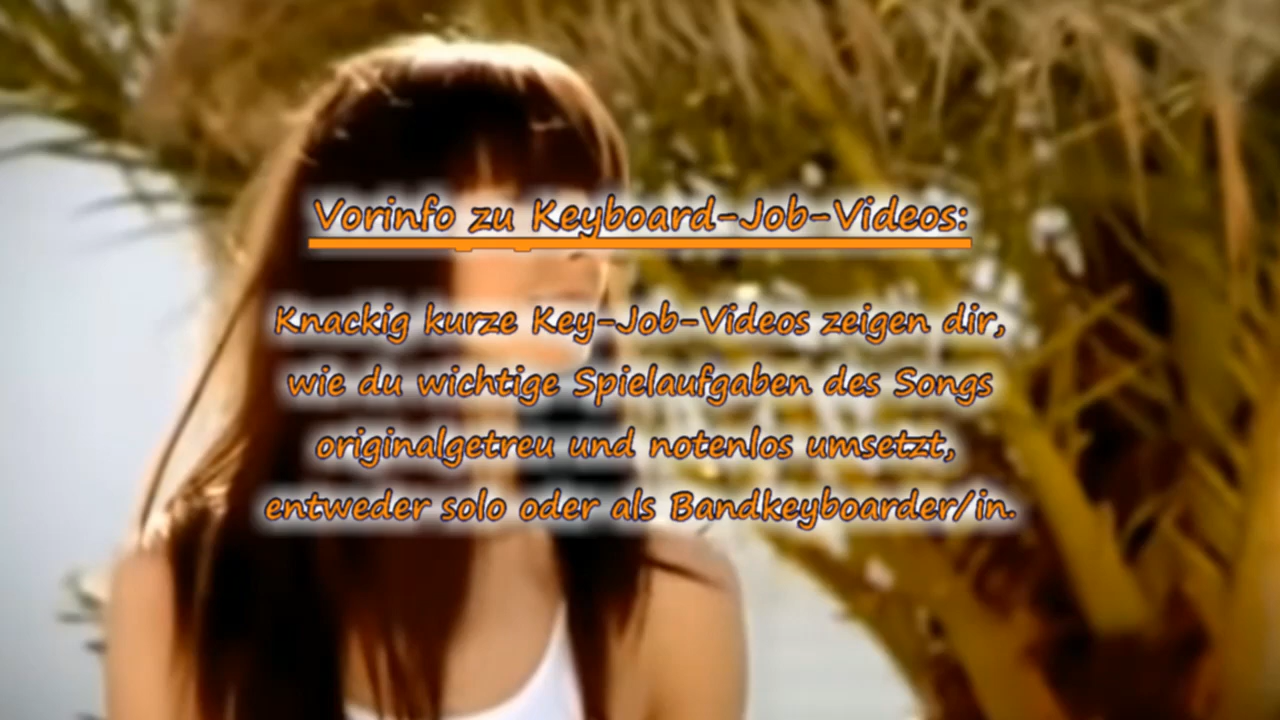 Vorinfo zu Keyboard-Job-Videos:
Knackig kurze Key-Job-Videos zeigen dir,
wie du wichtige Spielaufgaben des Songs
originalgetreu und notenlos umsetzt,
entweder solo oder als Bandkeyboarder/in.